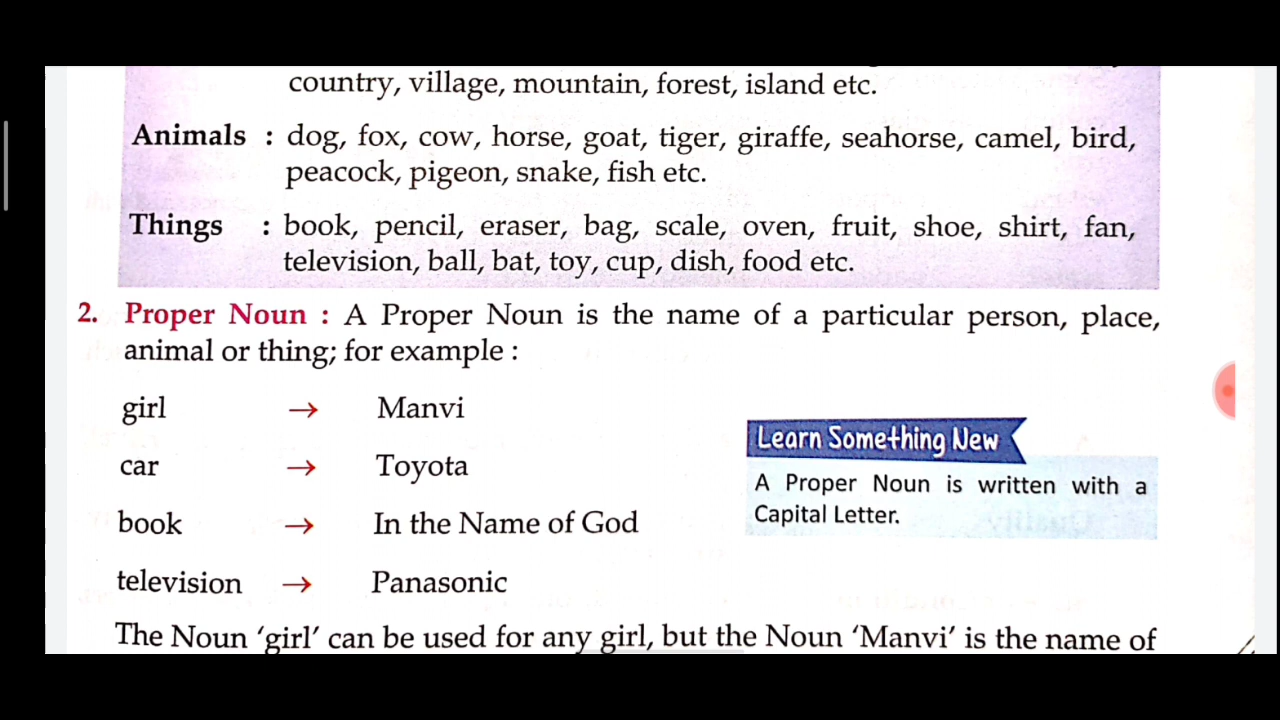 country, village, mountain, forest, island etc.
Animals : dog, fox, cow, horse, goat, tiger, giraffe, seahorse, camel, bird,
peacock, pigeon, snake, fish etc.
Things : book, pencil, eraser, bag, scale, oven, fruit, shoe, shirt, fan,
television, ball, bat, toy, cup, dish, food etc.
2. Proper Noun : A Proper Noun is the name of a particular person, place,
animal or thing; for example :
girl → Manvi
car → Toyota
book → In the Name of God
television → Panasonic
Learn Something New
A Proper Noun is written with a
Capital Letter.
The Noun ‘girl’ can be used for any girl, but the Noun ‘Manvi’ is the name of